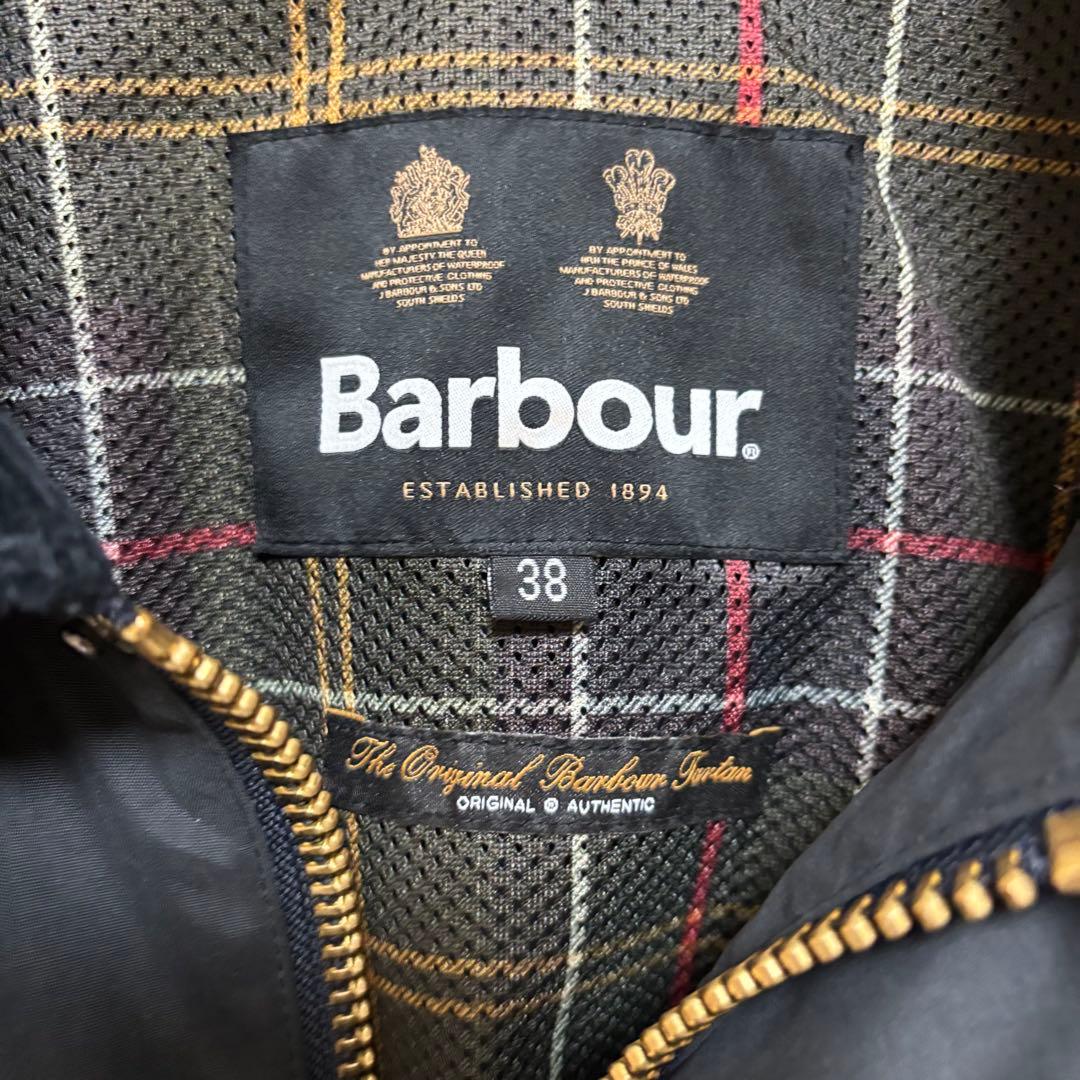 BY APPOINTMENT TO
HER MAJESTY THE QUEEN
MANUFACTURERS OF WATERPROOF
AND PROTECTIVE CLOTHING
J BARBOUR & SONS LTD
SOUTH SHIELDS
BY APPOINTMENT TO
HRH THE PRINCE OF WALES
MANUFACTURERS OF WATERPROOF
AND PROTECTIVE CLOTHING
J BARBOUR & SONS LTD
SOUTH SHIELDS
Barbour®
ESTABLISHED 1894
38
The Original Barbour Tartan
ORIGINAL ® AUTHENTIC